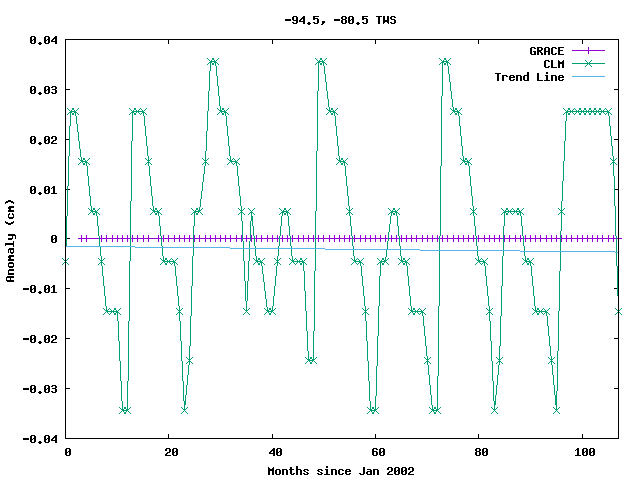 -94.5, -80.5 TWS
GRACE
CLM
Trend Line
0.04
0.03
0.02
0.01
0
-0.01
-0.02
-0.03
-0.04
Anomaly (cm)
0 20 40 60 80 100
Months since Jan 2002